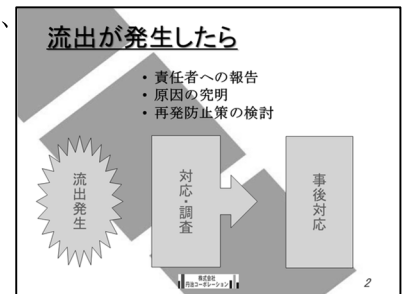 、
流出が発生したら
・責任者への報告
・原因の究明
・再発防止策の検討
流出発生
対応・調査
事後対応
株式会社
丹治コーポレーション
2